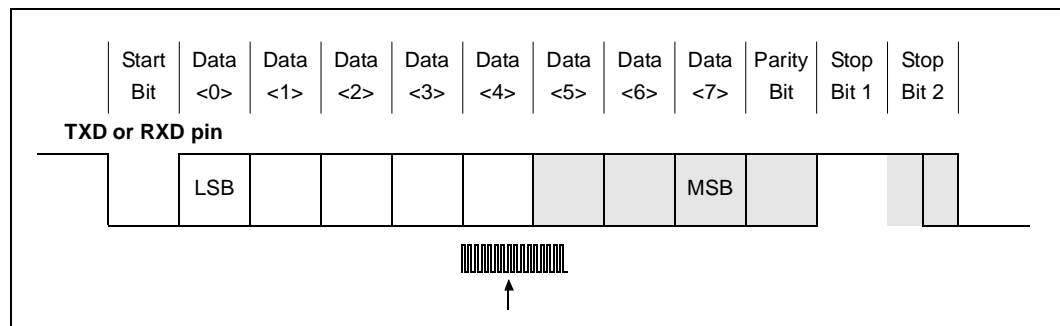 Start Data Data Data Data Data Data Data Data Parity Stop Stop
Bit <0> <1> <2> <3> <4> <5> <6> <7> Bit Bit 1 Bit 2
TXD or RXD pin
LSB MSB